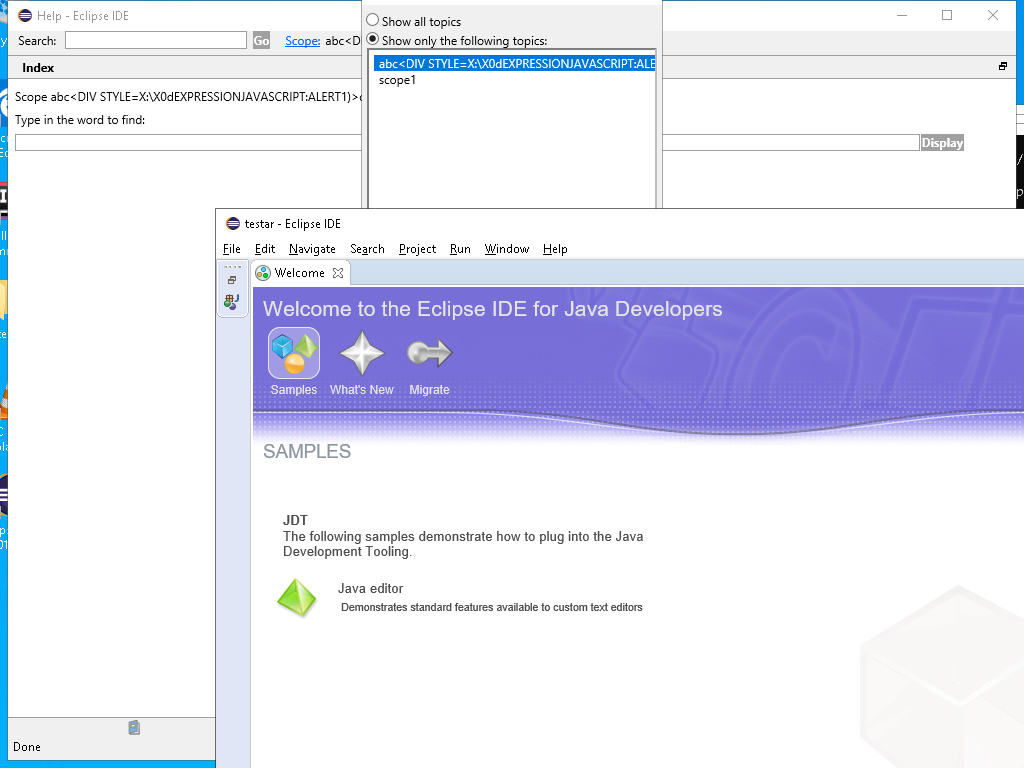 Help - Eclipse IDE
Search:
Go
Scope: abc<D
Show all topics
Show only the following topics:
abc<DIV STYLE=X:\X0dEXPRESSIONJAVASCRIPT:ALE
scope1
Index
Scope abc<DIV STYLE=X:\X0dEXPRESSIONJAVASCRIPT:ALERT1)>
Type in the word to find:
Display
testar - Eclipse IDE
File Edit Navigate Search Project Run Window Help
Welcome
Welcome to the Eclipse IDE for Java Developers
Samples What's New Migrate
SAMPLES
JDT
The following samples demonstrate how to plug into the Java
Development Tooling.
Java editor
Demonstrates standard features available to custom text editors
Done